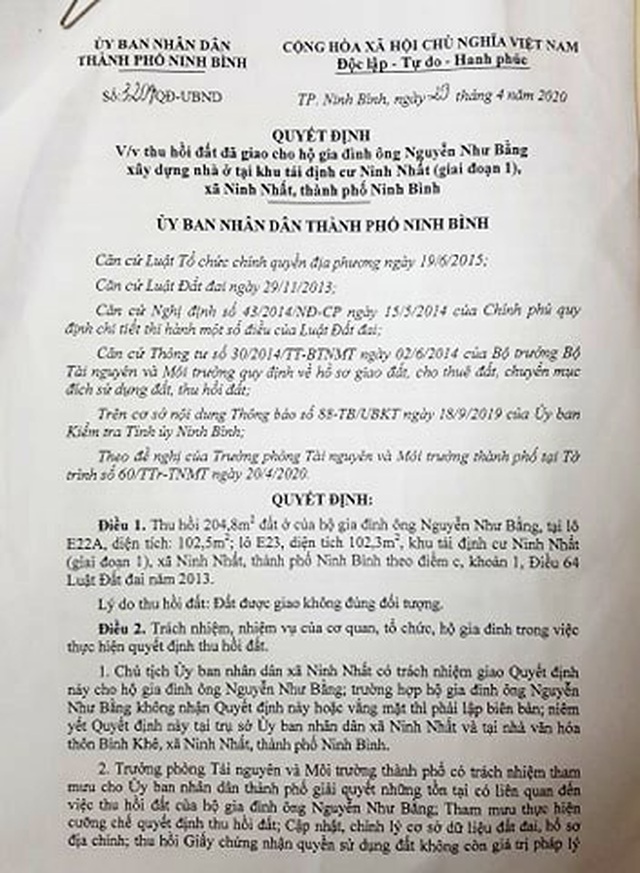 ỦY BAN NHÂN DÂN
THÀNH PHỐ NINH BÌNH
CỘNG HÒA XÃ HỘI CHỦ NGHĨA VIỆT NAM
Độc lập - Tự do - Hạnh phúc
Số: /QĐ-UBND
TP. Ninh Bình, ngày 29 tháng 4 năm 2020
QUYẾT ĐỊNH
V/v thu hồi đất đã giao cho hộ gia đình ông Nguyễn Như Bằng
xây dựng nhà ở tại khu tái định cư Ninh Nhất (giai đoạn 1),
xã Ninh Nhất, thành phố Ninh Bình
ỦY BAN NHÂN DÂN THÀNH PHỐ NINH BÌNH
Căn cứ Luật Tổ chức chính quyền địa phương ngày 19/6/2015;
Căn cứ Luật Đất đai ngày 29/11/2013;
Căn cứ Nghị định số 43/2014/NĐ-CP ngày 15/5/2014 của Chính phủ quy
định chi tiết thi hành một số điều của Luật Đất đai;
Căn cứ Thông tư số 30/2014/TT-BTNMT ngày 02/6/2014 của Bộ trưởng Bộ
Tài nguyên và Môi trường quy định về hồ sơ giao đất, cho thuê đất, chuyển mục
đích sử dụng đất, thu hồi đất;
Trên cơ sở nội dung Thông báo số 88-TB/UBKT ngày 18/9/2019 của Ủy ban
Kiểm tra Tỉnh ủy Ninh Bình;
Theo đề nghị của Trưởng phòng Tài nguyên và Môi trường thành phố tại Tờ
trình số 60/TTr-TNMT ngày 20/4/2020.
QUYẾT ĐỊNH:
Điều 1. Thu hồi 204,8m² đất ở của hộ gia đình ông Nguyễn Như Bằng, tại lô
E22A, diện tích: 102,5m²; lô E23, diện tích 102,3m², khu tái định cư Ninh Nhất
(giai đoạn 1), xã Ninh Nhất, thành phố Ninh Bình theo điểm c, khoản 1, Điều 64
Luật Đất đai năm 2013.
Lý do thu hồi đất: Đất được giao không đúng đối tượng.
Điều 2. Trách nhiệm, nhiệm vụ của cơ quan, tổ chức, hộ gia đình trong việc
thực hiện quyết định thu hồi đất.
1. Chủ tịch Ủy ban nhân dân xã Ninh Nhất có trách nhiệm giao Quyết định
này cho hộ gia đình ông Nguyễn Như Bằng; trường hợp hộ gia đình ông Nguyễn
Như Bằng không nhận Quyết định này hoặc vắng mặt thì phải lập biên bản; niêm
yết Quyết định này tại trụ sở Ủy ban nhân dân xã Ninh Nhất và tại nhà văn hóa
thôn Bình Khê, xã Ninh Nhất, thành phố Ninh Bình.
2. Trưởng phòng Tài nguyên và Môi trường thành phố có trách nhiệm tham
mưu cho Ủy ban nhân dân thành phố giải quyết những tồn tại có liên quan đến
việc thu hồi đất của hộ gia đình ông Nguyễn Như Bằng; Tham mưu thực hiện
cưỡng chế quyết định thu hồi đất; Cập nhật, chỉnh lý cơ sở dữ liệu đất đai, hồ sơ
địa chính; thu hồi Giấy chứng nhận quyền sử dụng đất không còn giá trị pháp lý